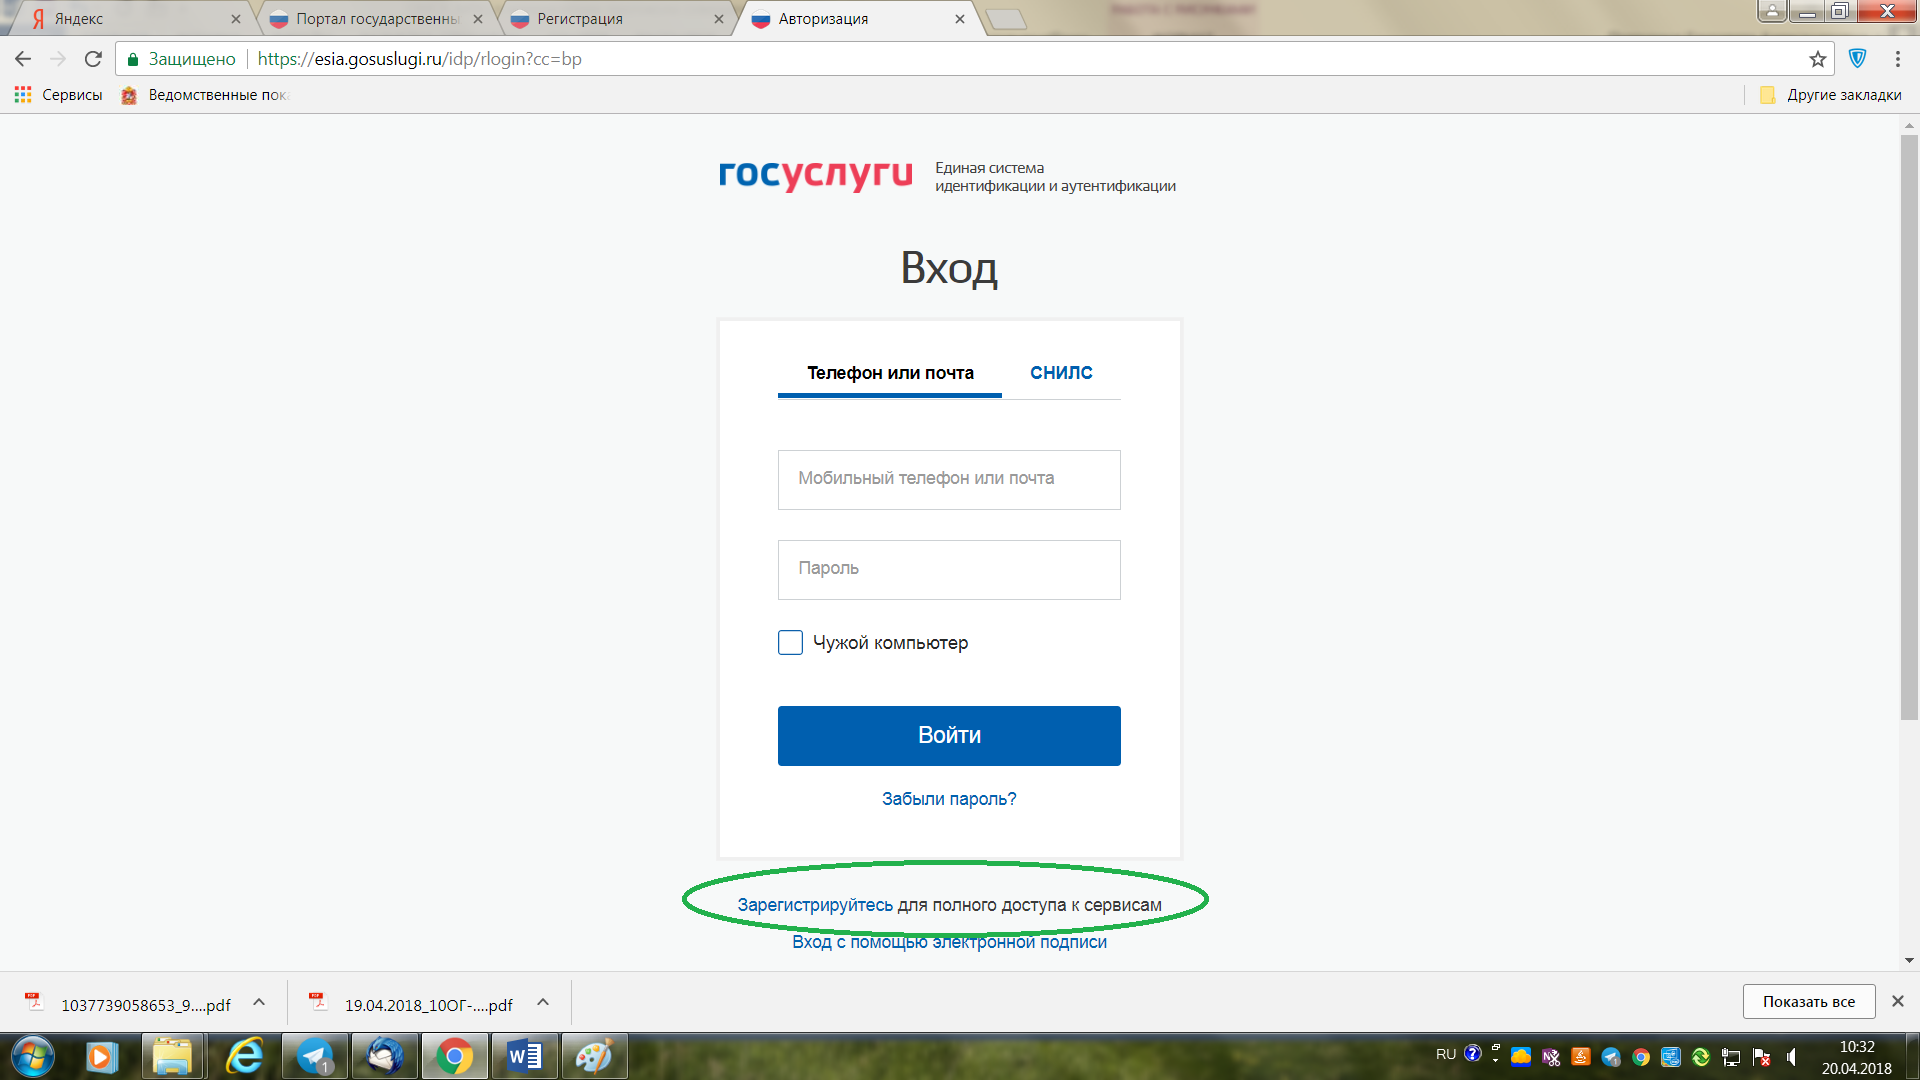 Яндекс
Портал государственны
Регистрация
Авторизация
Защищено
https://esia.gosuslugi.ru/idp/rlogin?cc=bp
Сервисы
Ведомственные пок
Другие закладки
госуслуги
Единая система
идентификации и аутентификации
Вход
Телефон или почта
СНИЛС
Мобильный телефон или почта
Пароль
Чужой компьютер
Войти
Забыли пароль?
Зарегистрируйтесь для полного доступа к сервисам
Вход с помощью электронной подписи
1037739058653_9....pdf
19.04.2018_10ОГ-....pdf
Показать все
RU
10:32
20.04.2018